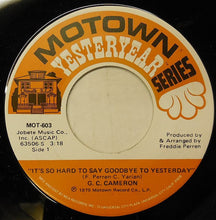 MOTOWN
YESTERYEAR
SERIES
MOT-603
Jobete Music Co.,
Inc. (ASCAP)
63506 S 3:18
Side 1
Produced by
& Arranged by
Freddie Perren
"IT'S SO HARD TO SAY GOODBYE TO YESTERDAY"
(F. Perren C. Yarian)
G. C. CAMERON
℗ 1975 Motown Record Co., L.P.